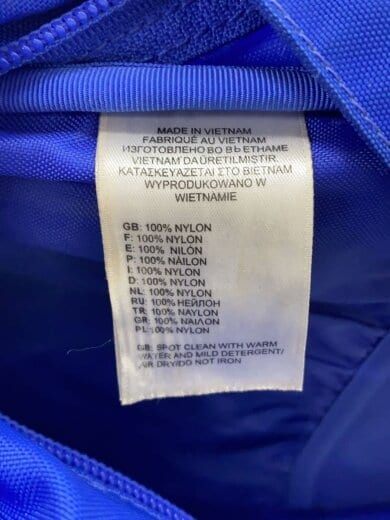 MADE IN VIETNAM
FABRIQUÉ AU VIETNAM
ИЗГОТОВЛЕНО ВО ВЬЕТНАМЕ
VIETNAM DA ÜRETILMIŞTIR.
ΚΑΤΑΣΚΕΥΑΖΕΤΑΙ ΣΤΟ ΒΙΕΤΝΑΜ
WYPRODUKOWANO W
WIETNAMIE
GB: 100% NYLON
F: 100% NYLON
E: 100% NILÓN
P: 100% NÁILON
I: 100% NYLON
D: 100% NYLON
NL: 100% NYLON
RU: 100% НЕЙЛОН
TR: 100% NAYLON
GR: 100% ΝΑΙΛΟΝ
PL: 100% NYLON
GB: SPOT CLEAN WITH WARM
WATER AND MILD DETERGENT/
AIR DRY/DO NOT IRON